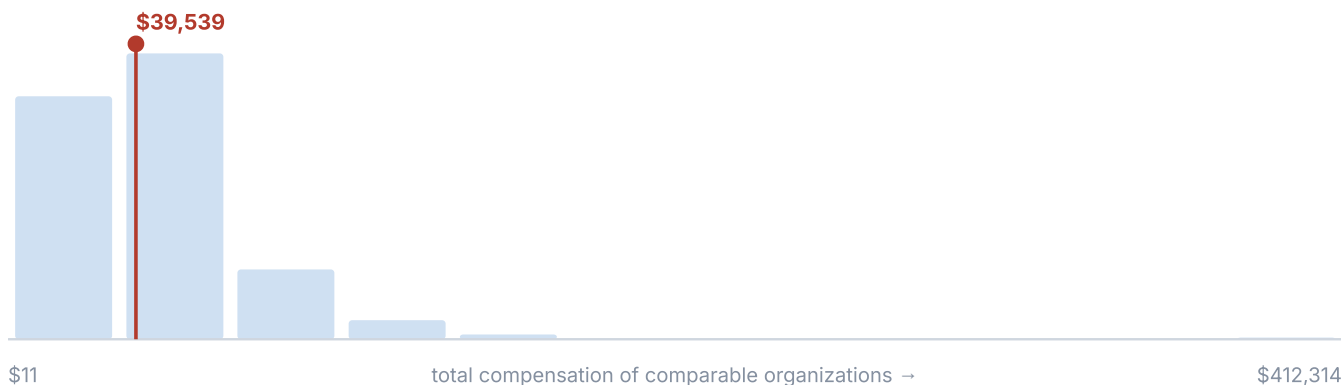 $39,539
$11 total compensation of comparable organizations → $412,314